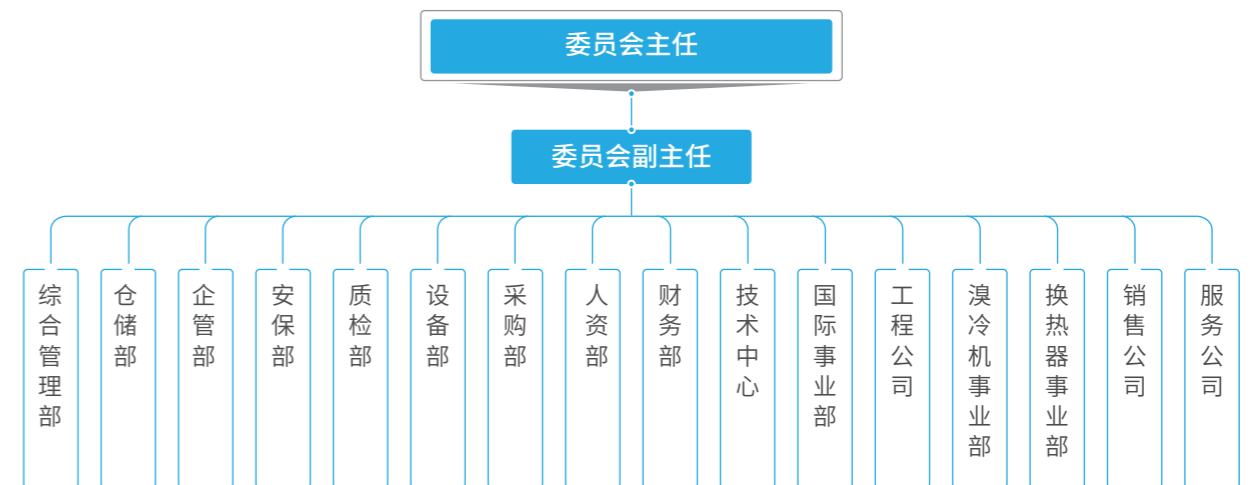 委员会主任
委员会副主任
综合管理部
仓储部
企管部
安保部
质检部
设备部
采购部
人资部
财务部
技术中心
国际事业部
工程公司
溴冷机事业部
换热器事业部
销售公司
服务公司